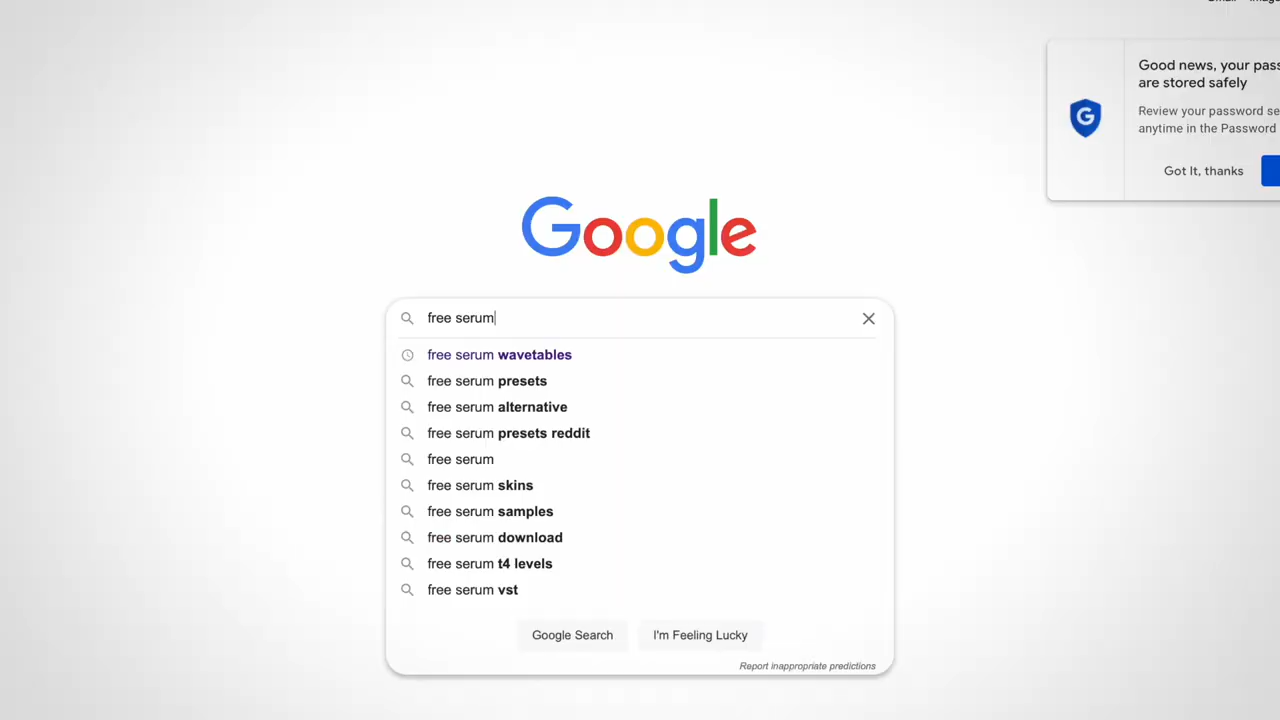 Good news, your
are stored safely
Review your password
anytime in the Password
Got It, thanks
Google
free serum
free serum wavetables
free serum presets
free serum alternative
free serum presets reddit
free serum
free serum skins
free serum samples
free serum download
free serum t4 levels
free serum vst
Google Search
I'm Feeling Lucky
Report inappropriate predictions